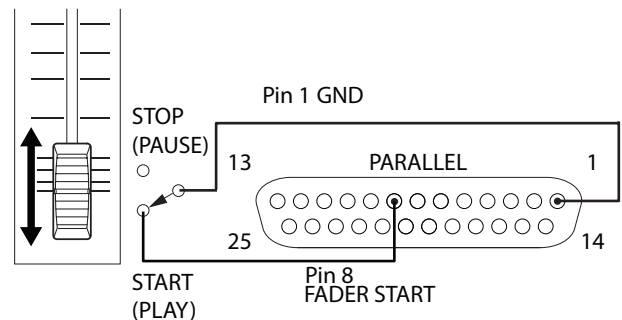 Pin 1 GND
STOP
(PAUSE)
13
PARALLEL
1
25
14
START
(PLAY)
Pin 8
FADER START